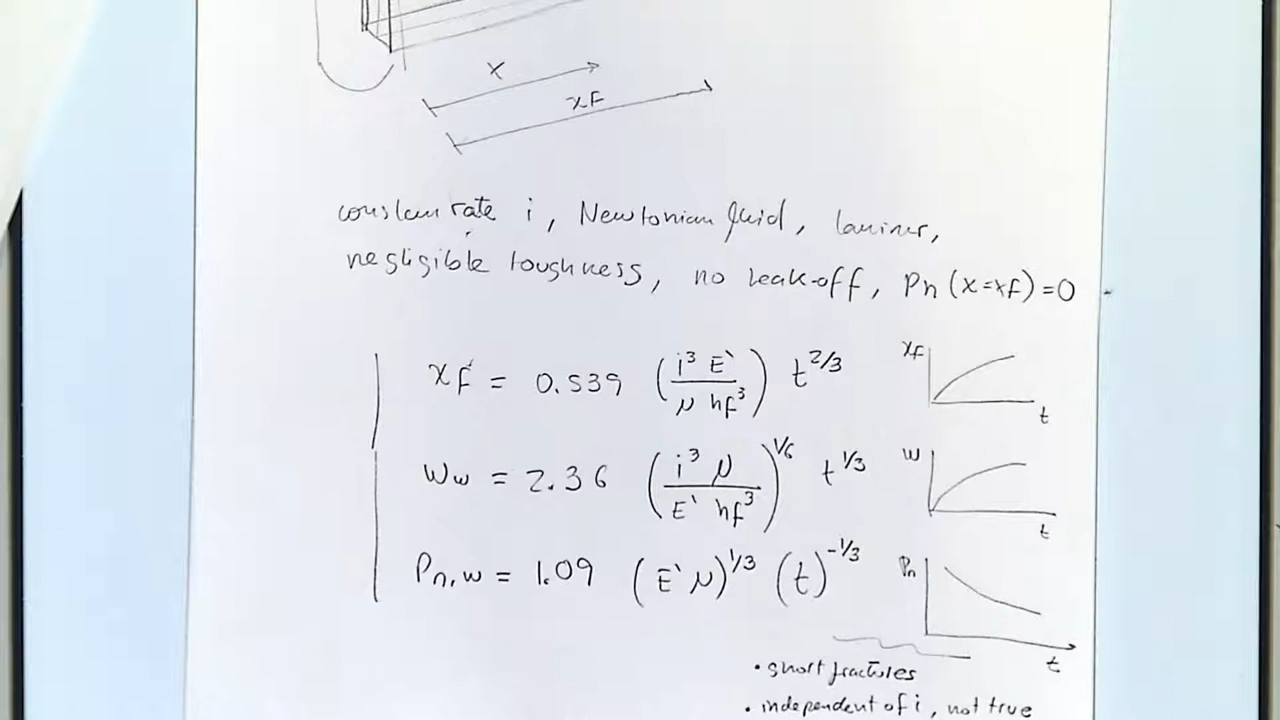 x
xf
constant rate i, Newtonian fluid, laminar,
negligible toughness, no leak-off, Pn (x=xf)=0
xf = 0.539 (i³ E' / μ hf³) t^2/3
xf
t
Ww = 2.36 (i³ μ / E' hf³)^1/6 t^1/3
w
t
Pn,w = 1.09 (E' μ)^1/3 (t)^-1/3
Pn
t
• short fractures
• independent of i, not true